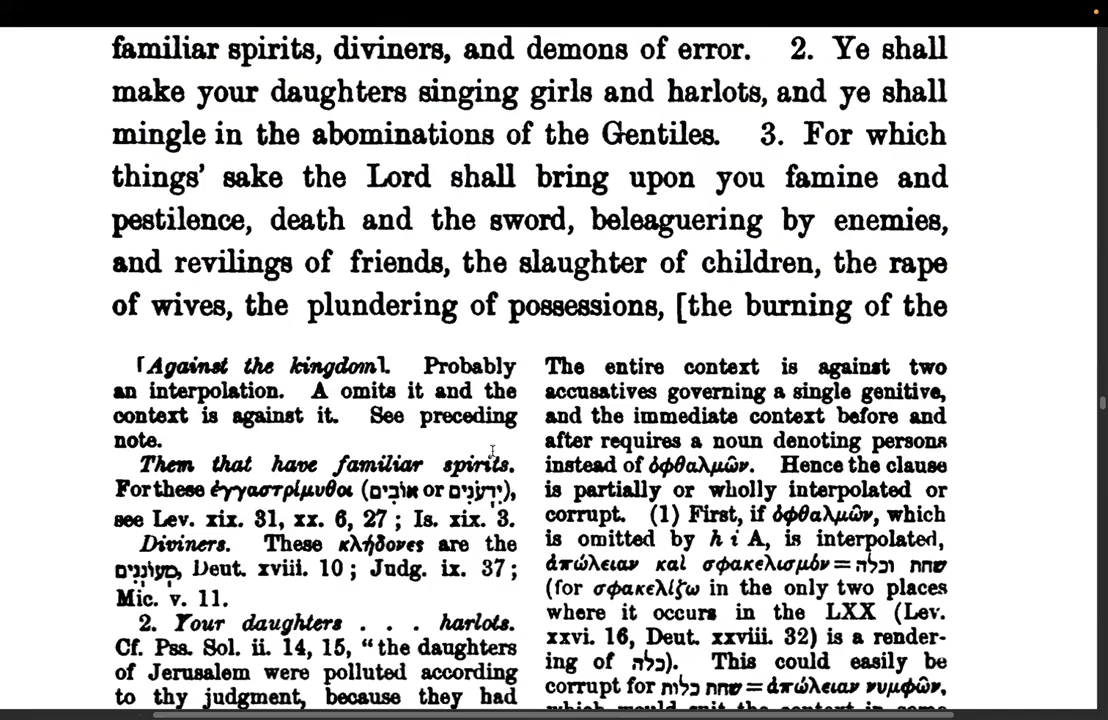 familiar spirits, diviners, and demons of error. 2. Ye shall
make your daughters singing girls and harlots, and ye shall
mingle in the abominations of the Gentiles. 3. For which
things' sake the Lord shall bring upon you famine and
pestilence, death and the sword, beleaguering by enemies,
and revilings of friends, the slaughter of children, the rape
of wives, the plundering of possessions, [the burning of the
[Against the kingdom]. Probably
an interpolation. A omits it and the
context is against it. See preceding
note.
Them that have familiar spirits.
For these ἐγγαστρίμυθοι (אובים or ידענים),
see Lev. xix. 31, xx. 6, 27 ; Is. xix. 3.
Diviners. These κλήδονες are the
מעוננים, Deut. xviii. 10 ; Judg. ix. 37 ;
Mic. v. 11.
2. Your daughters . . . harlots.
Cf. Psa. Sol. ii. 14, 15, “the daughters
of Jerusalem were polluted according
to thy judgment, because they had
The entire context is against two
accusatives governing a single genitive,
and the immediate context before and
after requires a noun denoting persons
instead of ὀφθαλμῶν. Hence the clause
is partially or wholly interpolated or
corrupt. (1) First, if ὀφθαλμῶν, which
is omitted by h i A, is interpolated,
ἀπώλειαν καὶ σφακελισμόν = שחת וכלה
(for σφακελίζω in the only two places
where it occurs in the LXX (Lev.
xxvi. 16, Deut. xxviii. 32) is a render-
ing of כלה). This could easily be
corrupt for שחת כלות = ἀπώλειαν νυμφῶν,
which would suit the context in some